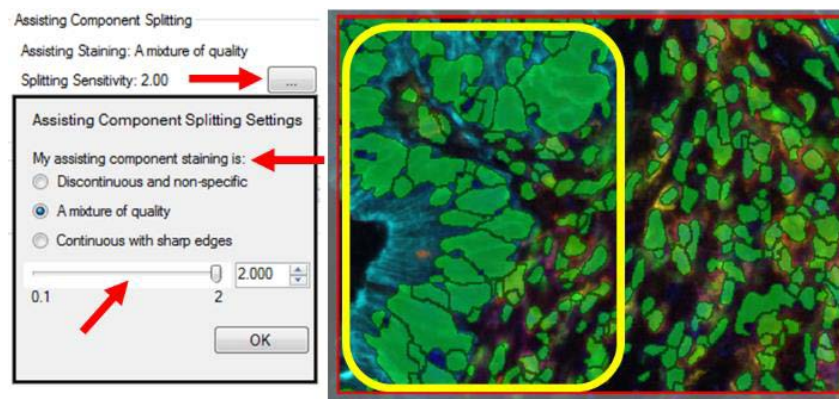 Assisting Component Splitting
Assisting Staining: A mixture of quality
Splitting Sensitivity: 2.00
...
Assisting Component Splitting Settings
My assisting component staining is:
Discontinuous and non-specific
A mixture of quality
Continuous with sharp edges
2.000
0.1 2
OK